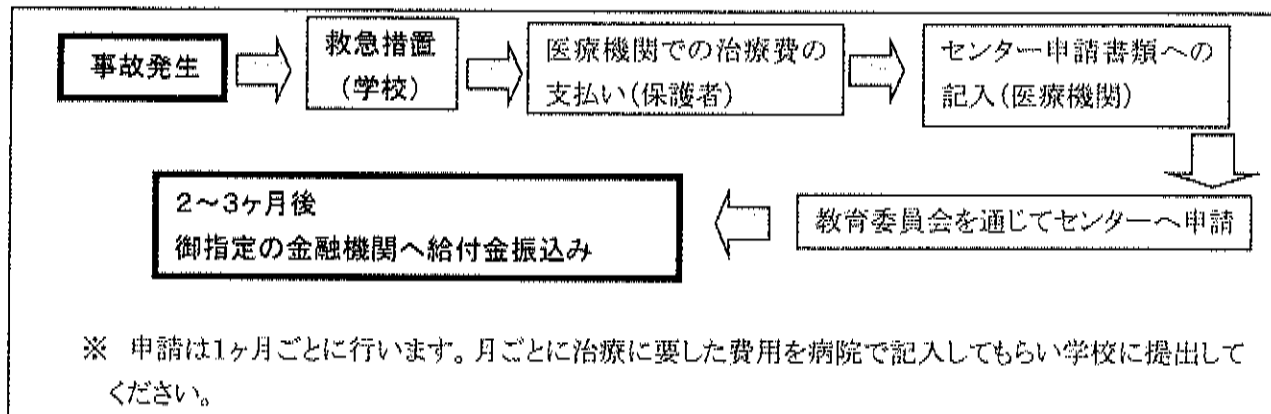 事故発生
救急措置
(学校)
医療機関での治療費の
支払い(保護者)
センター申請書類への
記入(医療機関)
教育委員会を通じてセンターへ申請
2～3ヶ月後
御指定の金融機関へ給付金振込み
※ 申請は1ヶ月ごとに行います。月ごとに治療に要した費用を病院で記入してもらい学校に提出して
ください。